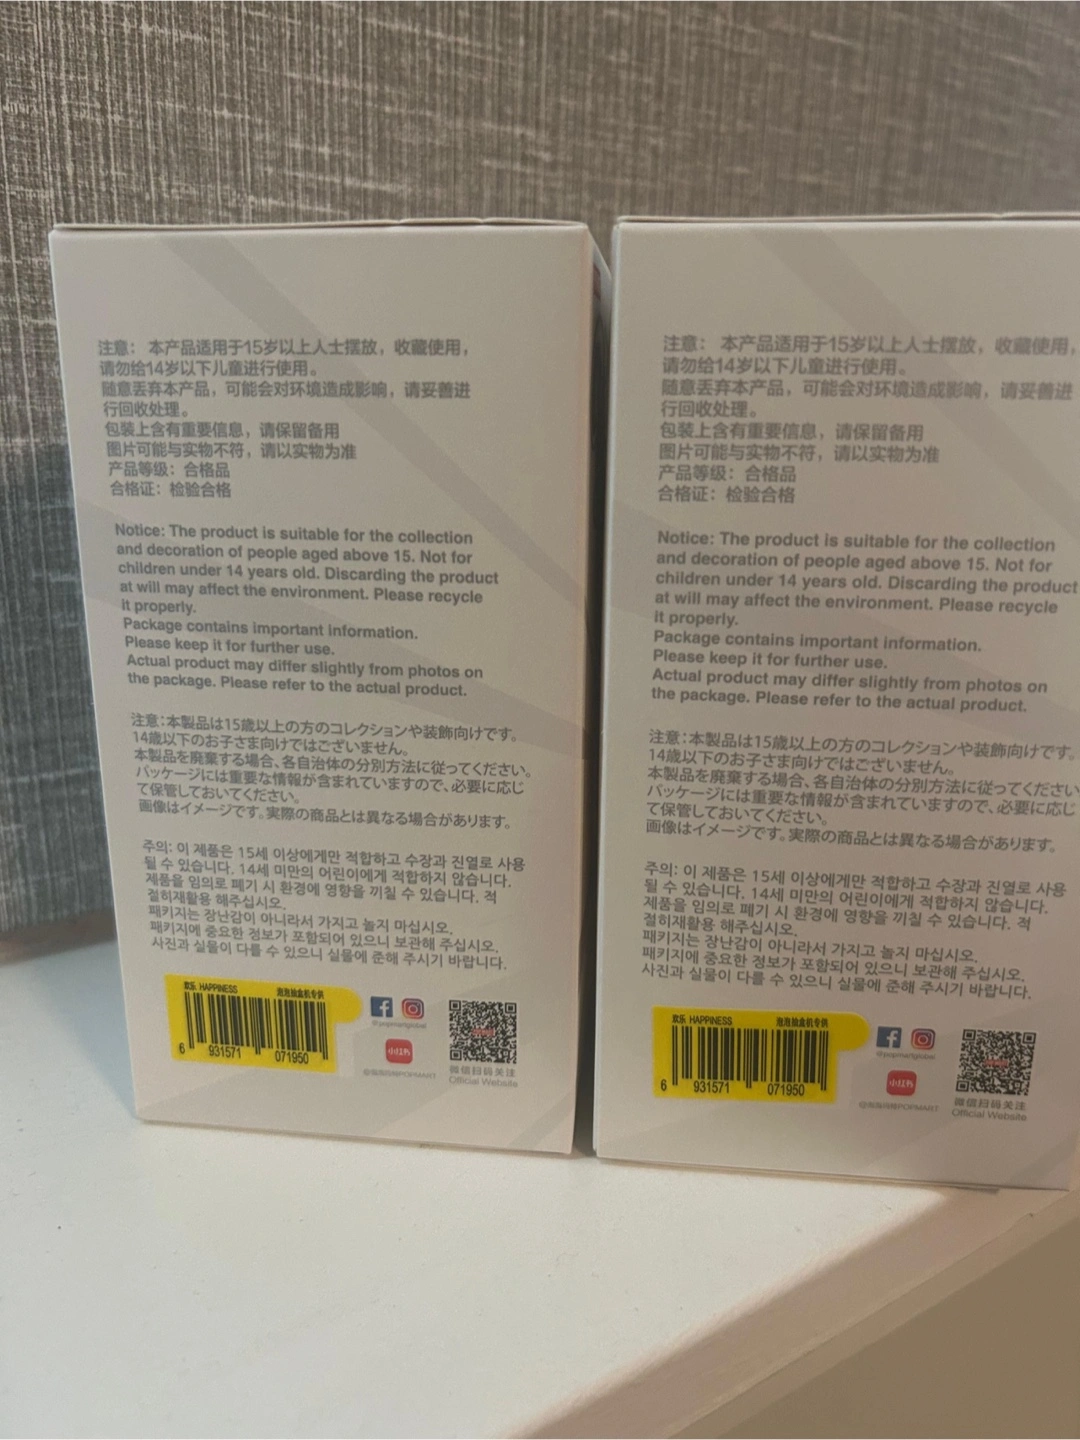 注意： 本产品适用于15岁以上人士摆放，收藏使用，
请勿给14岁以下儿童进行使用。
随意丢弃本产品，可能会对环境造成影响，请妥善进
行回收处理。
包装上含有重要信息，请保留备用
图片可能与实物不符，请以实物为准
产品等级：合格品
合格证：检验合格
Notice: The product is suitable for the collection
and decoration of people aged above 15. Not for
children under 14 years old. Discarding the product
at will may affect the environment. Please recycle
it properly.
Package contains important information.
Please keep it for further use.
Actual product may differ slightly from photos on
the package. Please refer to the actual product.
注意：本製品は15歳以上の方のコレクションや装飾向けです。
14歳以下のお子さま向けではございません。
本製品を廃棄する場合、各自治体の分別方法に従ってください。
パッケージには重要な情報が含まれていますので、必要に応じ
て保管しておいてください。
画像はイメージです。実際の商品とは異なる場合があります。
주의: 이 제품은 15세 이상에게만 적합하고 수장과 진열로 사용
될 수 있습니다. 14세 미만의 어린이에게 적합하지 않습니다.
제품을 임의로 폐기 시 환경에 영향을 끼칠 수 있습니다. 적
절히재활용 해주십시오.
패키지는 장난감이 아니라서 가지고 놀지 마십시오.
패키지에 중요한 정보가 포함되어 있으니 보관해 주십시오.
사진과 실물이 다를 수 있으니 실물에 준해 주시기 바랍니다.
欢乐 HAPPINESS 泡泡抽盒机专供
6 931571 071950
@popmartglobal
小红书
微信扫码关注
Official Website
注意： 本产品适用于15岁以上人士摆放，收藏使用，
请勿给14岁以下儿童进行使用。
随意丢弃本产品，可能会对环境造成影响，请妥善进
行回收处理。
包装上含有重要信息，请保留备用
图片可能与实物不符，请以实物为准
产品等级：合格品
合格证：检验合格
Notice: The product is suitable for the collection
and decoration of people aged above 15. Not for
children under 14 years old. Discarding the product
at will may affect the environment. Please recycle
it properly.
Package contains important information.
Please keep it for further use.
Actual product may differ slightly from photos on
the package. Please refer to the actual product.
注意：本製品は15歳以上の方のコレクションや装飾向けです。
14歳以下のお子さま向けではございません。
本製品を廃棄する場合、各自治体の分別方法に従ってください
パッケージには重要な情報が含まれていますので、必要に応じ
て保管しておいてください。
画像はイメージです。実際の商品とは異なる場合があります。
주의: 이 제품은 15세 이상에게만 적합하고 수장과 진열로 사용
될 수 있습니다. 14세 미만의 어린이에게 적합하지 않습니다.
제품을 임의로 폐기 시 환경에 영향을 끼칠 수 있습니다. 적
절히재활용 해주십시오.
패키지는 장난감이 아니라서 가지고 놀지 마십시오.
패키지에 중요한 정보가 포함되어 있으니 보관해 주십시오.
사진과 실물이 다를 수 있으니 실물에 준해 주시기 바랍니다.
欢乐 HAPPINESS 泡泡抽盒机专供
6 931571 071950
@popmartglobal
小红书
微信扫码关注
Official Website